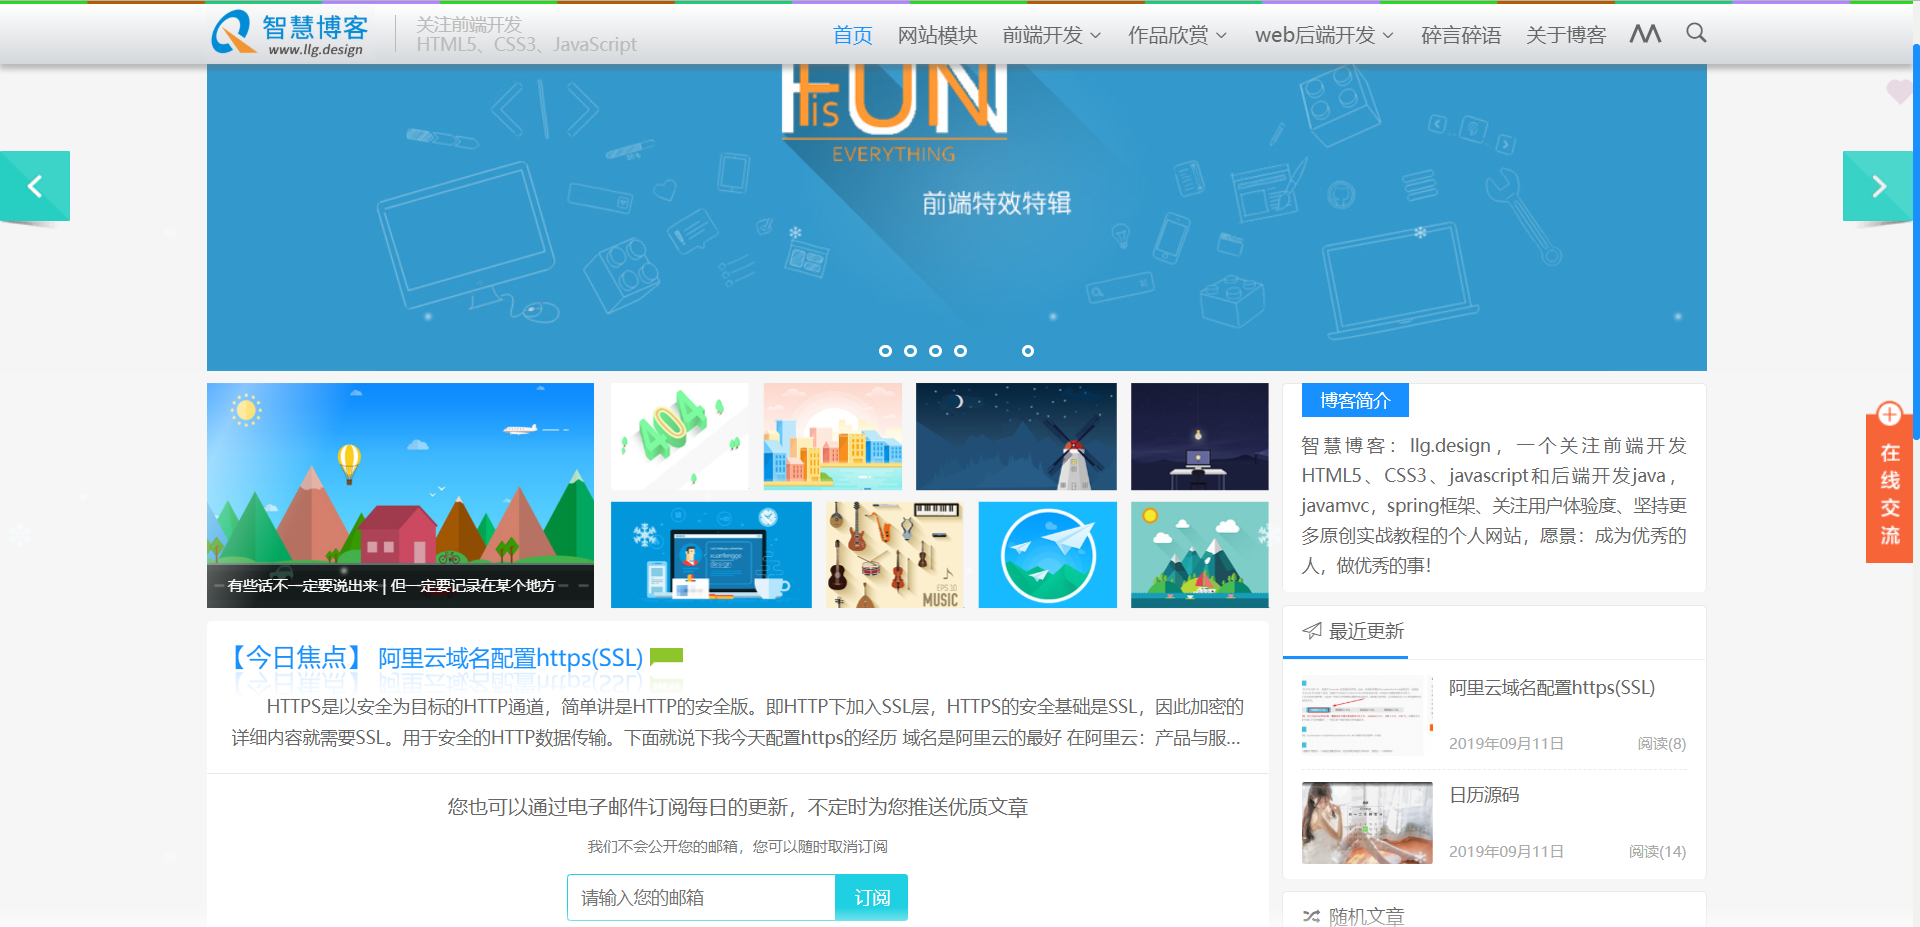 智慧博客
www.llg.design
关注前端开发
HTML5、CSS3、JavaScript
首页
网站模块
前端开发
作品欣赏
web后端开发
碎言碎语
关于博客
FUN
is
EVERYTHING
前端特效特辑
404
有些话不一定要说出来 | 但一定要记录在某个地方
EPS 10
MUSIC
博客简介
智慧博客：llg.design，一个关注前端开发
HTML5、CSS3、javascript和后端开发java，
javamvc，spring框架、关注用户体验度、坚持更
多原创实战教程的个人网站，愿景：成为优秀的
人，做优秀的事！
在线交流
【今日焦点】 阿里云域名配置https(SSL)
HTTPS是以安全为目标的HTTP通道，简单讲是HTTP的安全版。即HTTP下加入SSL层，HTTPS的安全基础是SSL，因此加密的
详细内容就需要SSL。用于安全的HTTP数据传输。下面就说下我今天配置https的经历 域名是阿里云的最好 在阿里云：产品与服...
您也可以通过电子邮件订阅每日的更新，不定时为您推送优质文章
我们不会公开您的邮箱，您可以随时取消订阅
请输入您的邮箱
订阅
最近更新
阿里云域名配置https(SSL)
2019年09月11日 阅读(8)
日历源码
2019年09月11日 阅读(14)
随机文章